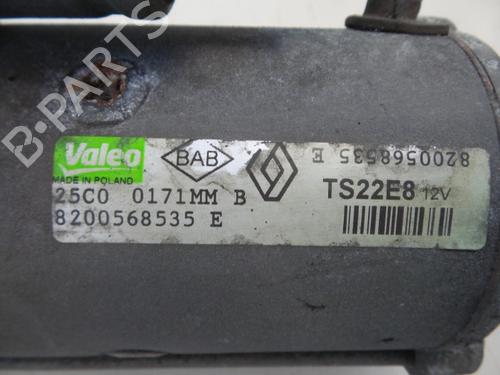 B-PARTS
Valeo
MADE IN POLAND
BAB
8200568535 E
25C0 0171MM B
8200568535 E
TS22E8 12V